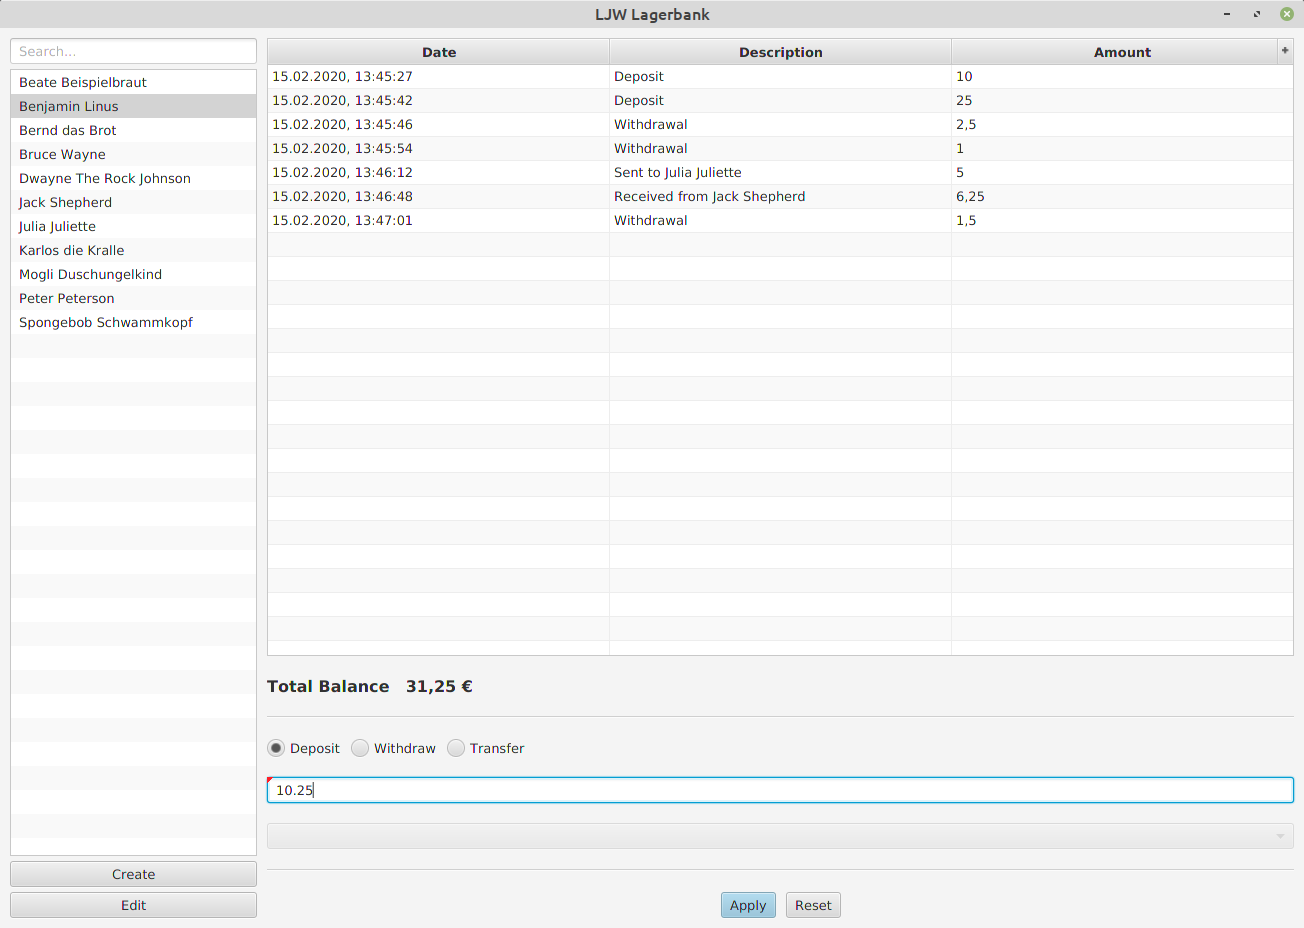 LJW Lagerbank
Search...
Beate Beispielbraut
Benjamin Linus
Bernd das Brot
Bruce Wayne
Dwayne The Rock Johnson
Jack Shepherd
Julia Juliette
Karlos die Kralle
Mogli Duschungelkind
Peter Peterson
Spongebob Schwammkopf
Create
Edit
Date Description Amount +
15.02.2020, 13:45:27 Deposit 10
15.02.2020, 13:45:42 Deposit 25
15.02.2020, 13:45:46 Withdrawal 2,5
15.02.2020, 13:45:54 Withdrawal 1
15.02.2020, 13:46:12 Sent to Julia Juliette 5
15.02.2020, 13:46:48 Received from Jack Shepherd 6,25
15.02.2020, 13:47:01 Withdrawal 1,5
Total Balance 31,25 €
Deposit Withdraw Transfer
10.25
Apply Reset